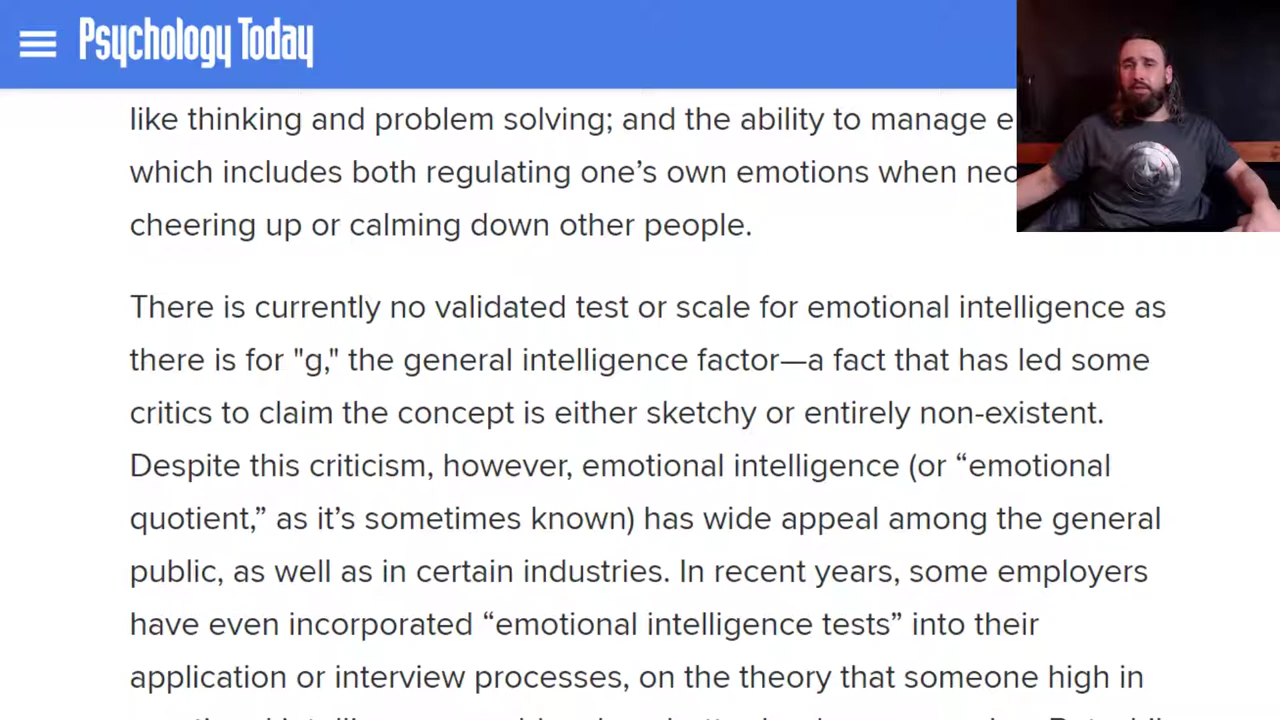 Psychology Today
like thinking and problem solving; and the ability to manage e
which includes both regulating one’s own emotions when nec
cheering up or calming down other people.
There is currently no validated test or scale for emotional intelligence as
there is for "g," the general intelligence factor—a fact that has led some
critics to claim the concept is either sketchy or entirely non-existent.
Despite this criticism, however, emotional intelligence (or “emotional
quotient,” as it’s sometimes known) has wide appeal among the general
public, as well as in certain industries. In recent years, some employers
have even incorporated “emotional intelligence tests” into their
application or interview processes, on the theory that someone high in